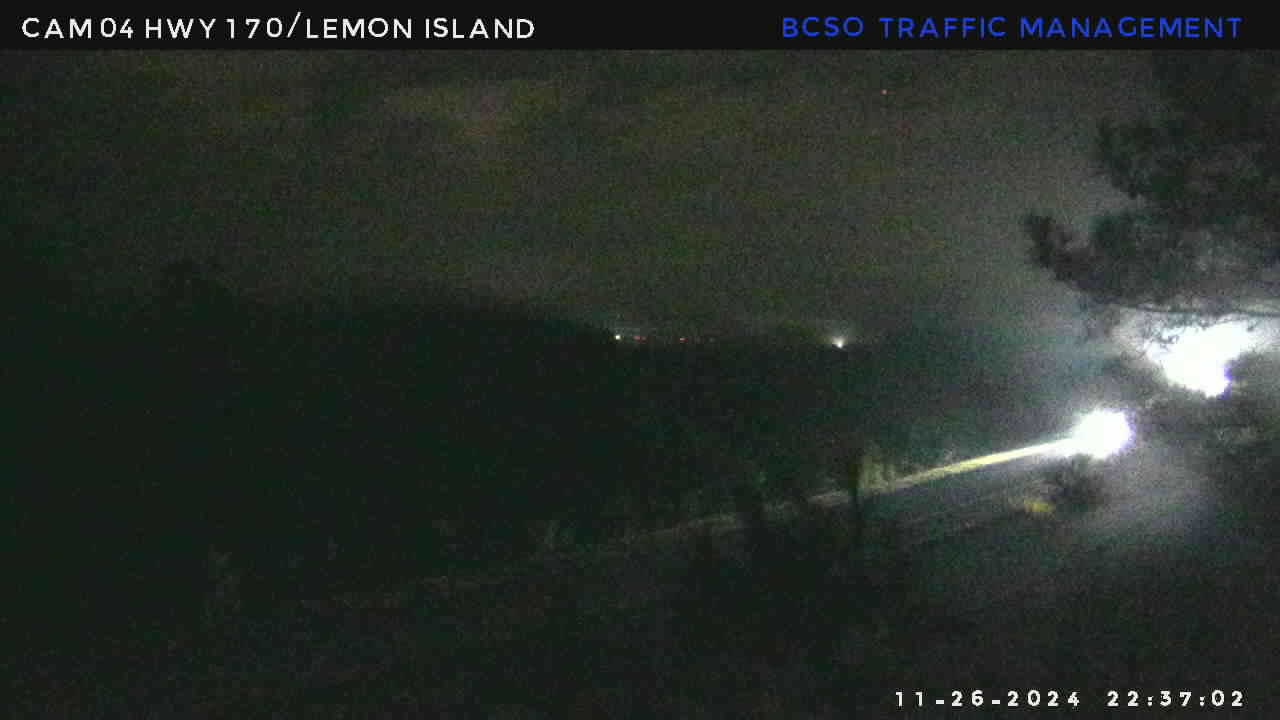 CAM04 HWY 170/LEMON ISLAND
BCSO TRAFFIC MANAGEMENT
11-26-2024 22:37:02